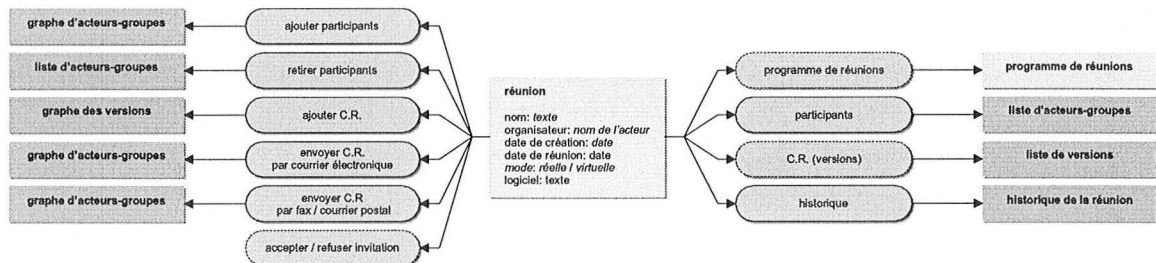 graphe d'acteurs-groupes
ajouter participants
liste d'acteurs-groupes
retirer participants
graphe des versions
ajouter C.R.
graphe d'acteurs-groupes
envoyer C.R.
par courrier électronique
graphe d'acteurs-groupes
envoyer C.R
par fax / courrier postal
accepter / refuser invitation
réunion
nom: texte
organisateur: nom de l'acteur
date de création: date
date de réunion: date
mode: réelle / virtuelle
logiciel: texte
programme de réunions
programme de réunions
participants
liste d'acteurs-groupes
C.R. (versions)
liste de versions
historique
historique de la réunion